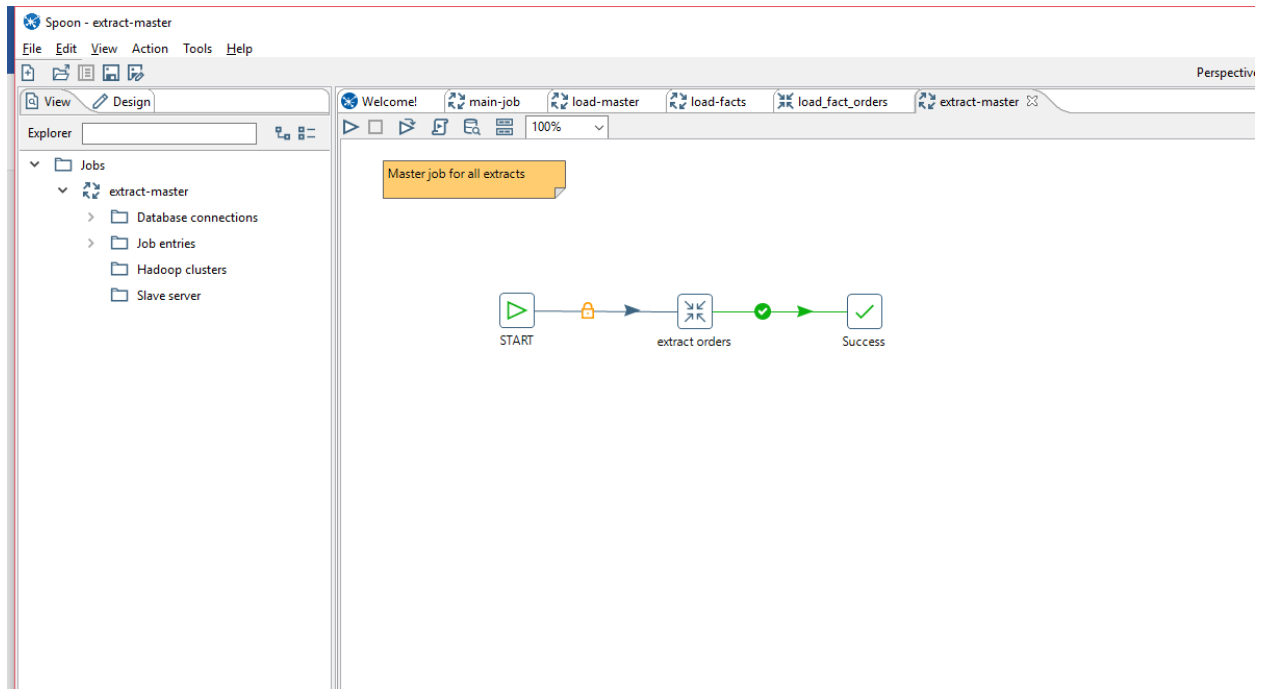 Spoon - extract-master
File Edit View Action Tools Help
Perspective
View Design
Welcome! main-job load-master load-facts load_fact_orders extract-master
Explorer
100%
Jobs
extract-master
Database connections
Job entries
Hadoop clusters
Slave server
Master job for all extracts
START
extract orders
Success